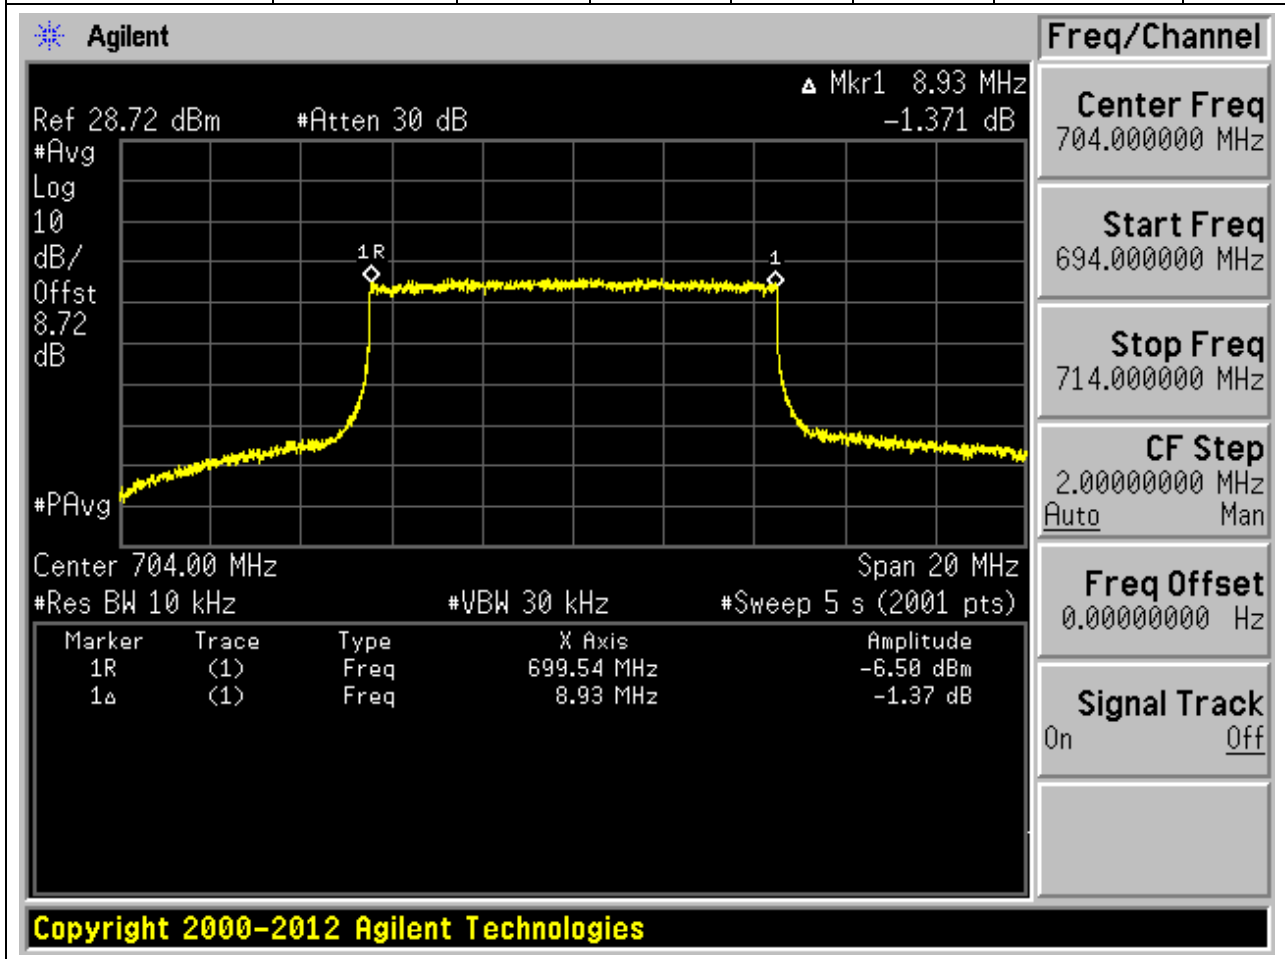 Agilent
Freq/Channel
▵ Mkr1 8.93 MHz
Ref 28.72 dBm #Atten 30 dB -1.371 dB
#Avg
Log
10
dB/
Offst
8.72
dB
#PAvg
1R
1
Center 704.00 MHz Span 20 MHz
#Res BW 10 kHz #VBW 30 kHz #Sweep 5 s (2001 pts)
Marker Trace Type X Axis Amplitude
1R (1) Freq 699.54 MHz -6.50 dBm
1▵ (1) Freq 8.93 MHz -1.37 dB
Center Freq
704.000000 MHz
Start Freq
694.000000 MHz
Stop Freq
714.000000 MHz
CF Step
2.00000000 MHz
Auto Man
Freq Offset
0.00000000 Hz
Signal Track
On Off
Copyright 2000-2012 Agilent Technologies